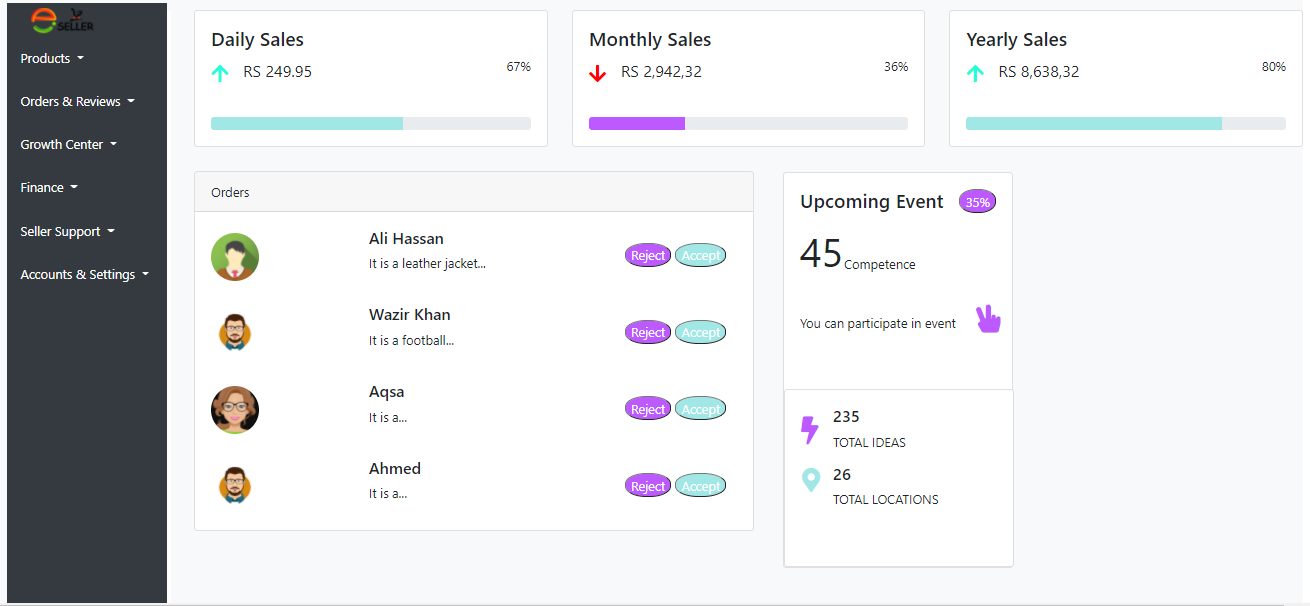 SELLER
Products
Orders & Reviews
Growth Center
Finance
Seller Support
Accounts & Settings
Daily Sales
RS 249.95
67%
Monthly Sales
RS 2,942,32
36%
Yearly Sales
RS 8,638,32
80%
Orders
Ali Hassan
It is a leather jacket...
Reject Accept
Wazir Khan
It is a football...
Reject Accept
Aqsa
It is a...
Reject Accept
Ahmed
It is a...
Reject Accept
Upcoming Event 35%
45 Competence
You can participate in event
235
TOTAL IDEAS
26
TOTAL LOCATIONS